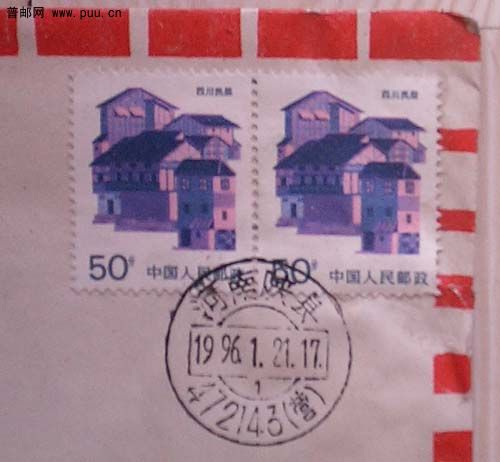 普邮网 www.puu.cn
四川民居 四川民居
50分 中国人民邮政 50分 中国人民邮政
河南陕县
1996.1.21.17.
1
472143(营)